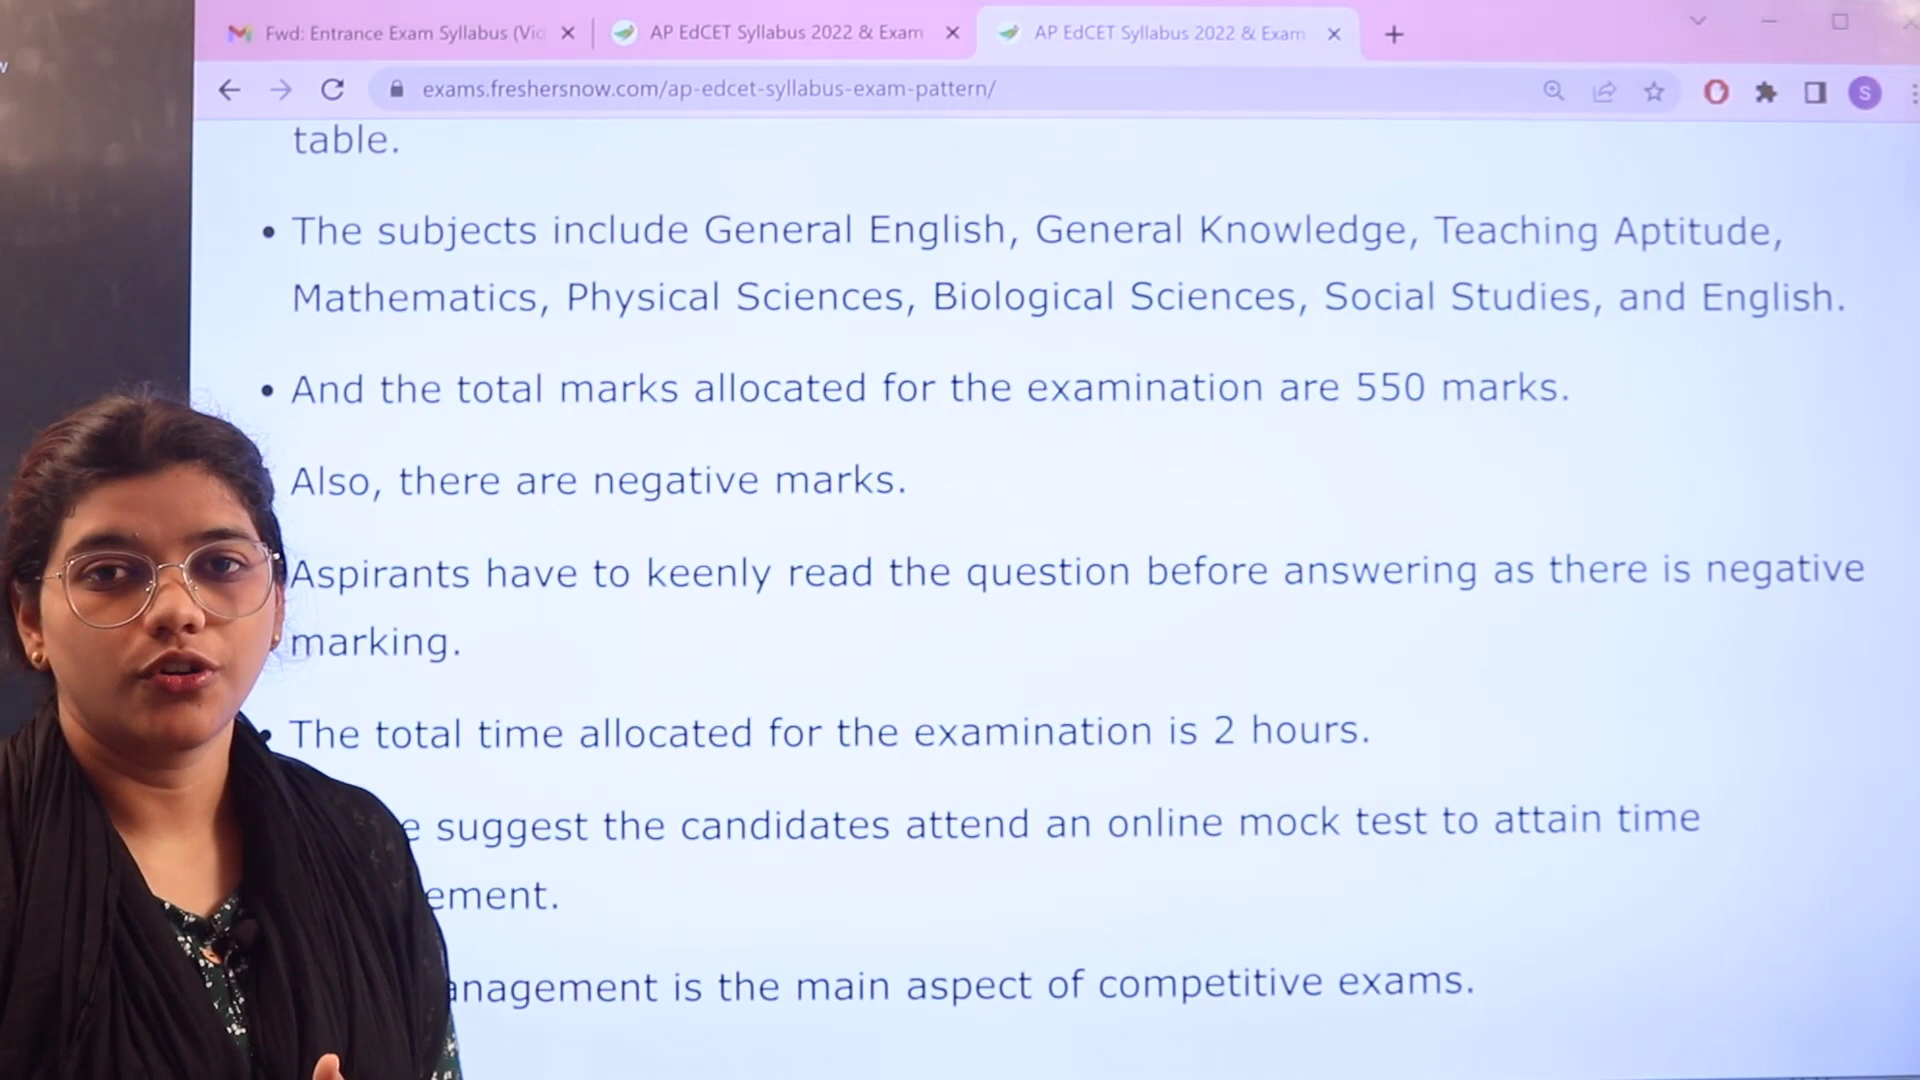 Fwd: Entrance Exam Syllabus (Vid
AP EdCET Syllabus 2022 & Exam
AP EdCET Syllabus 2022 & Exam
exams.freshersnow.com/ap-edcet-syllabus-exam-pattern/
S
table.
• The subjects include General English, General Knowledge, Teaching Aptitude,
Mathematics, Physical Sciences, Biological Sciences, Social Studies, and English.
• And the total marks allocated for the examination are 550 marks.
Also, there are negative marks.
Aspirants have to keenly read the question before answering as there is negative
marking.
• The total time allocated for the examination is 2 hours.
e suggest the candidates attend an online mock test to attain time
ement.
anagement is the main aspect of competitive exams.